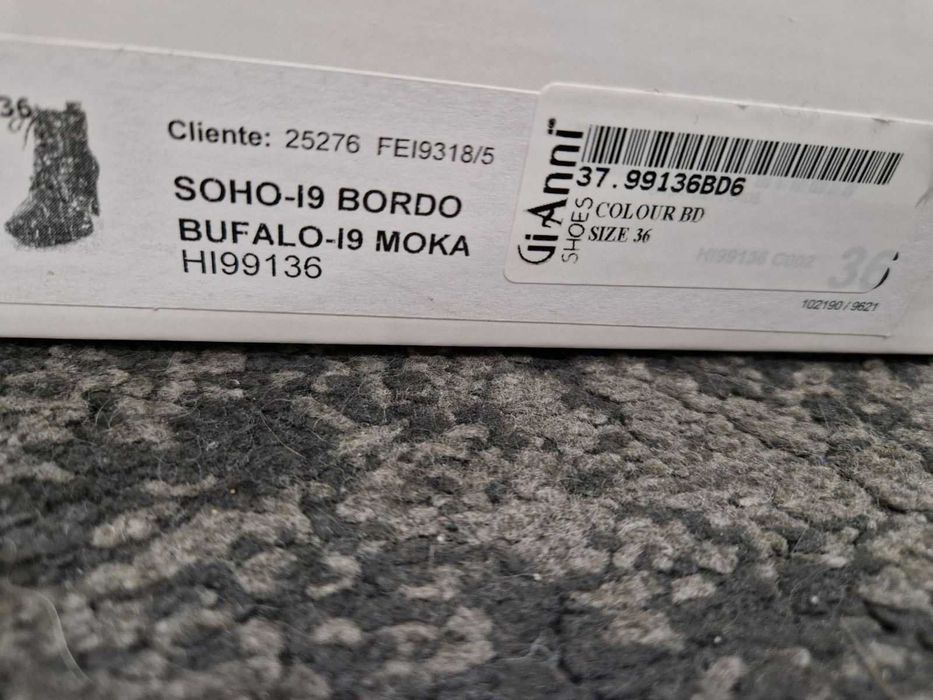 36
Cliente: 25276 FEI9318/5
SOHO-I9 BORDO
BUFALO-I9 MOKA
HI99136
GiAnni
SHOES
37.99136BD6
COLOUR BD
SIZE 36
HI99136 C002
36
102190 / 9621